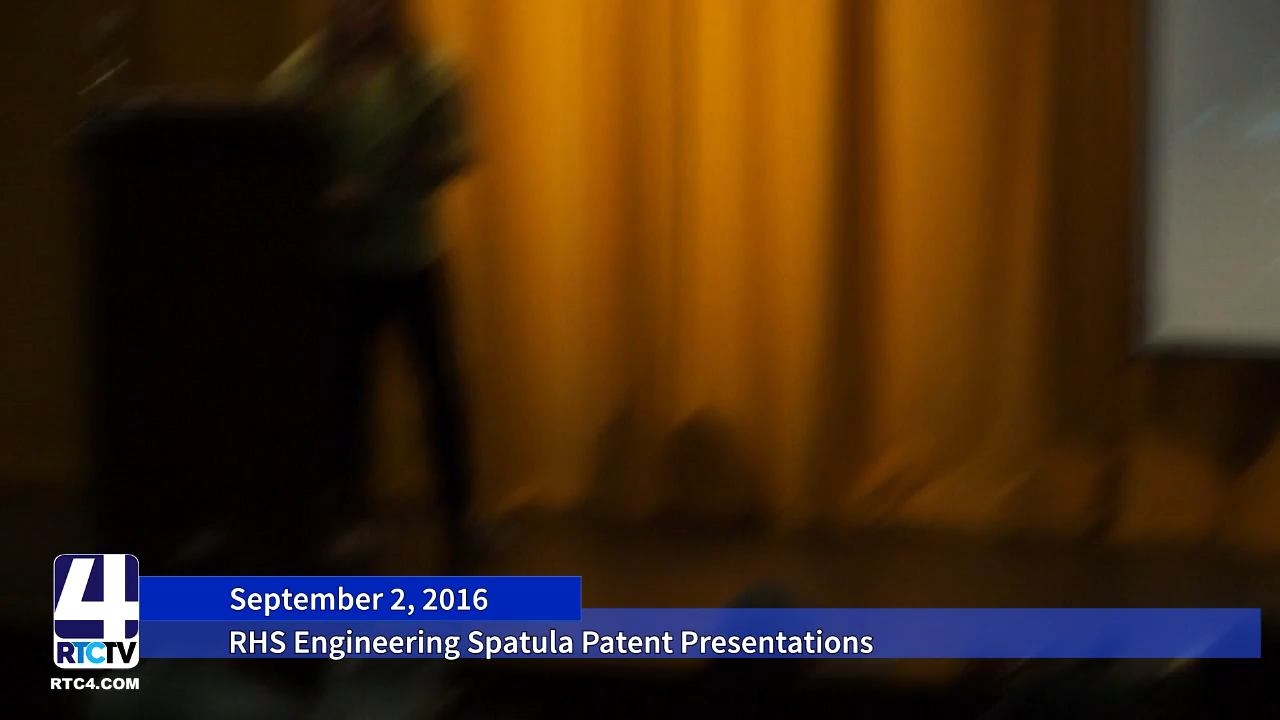 September 2, 2016
RHS Engineering Spatula Patent Presentations
4
RTCTV
RTC4.COM